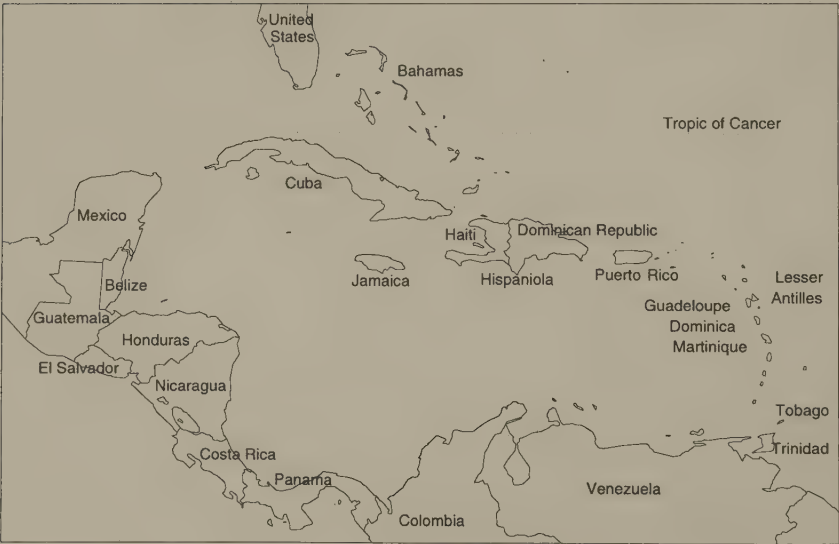 United
States
Bahamas
Tropic of Cancer
Cuba
Mexico
Haiti
Dominican Republic
Belize
Jamaica
Hispaniola
Puerto Rico
Lesser
Antilles
Guatemala
Guadeloupe
Dominica
Martinique
Honduras
El Salvador
Nicaragua
Tobago
Trinidad
Costa Rica
Panama
Venezuela
Colombia